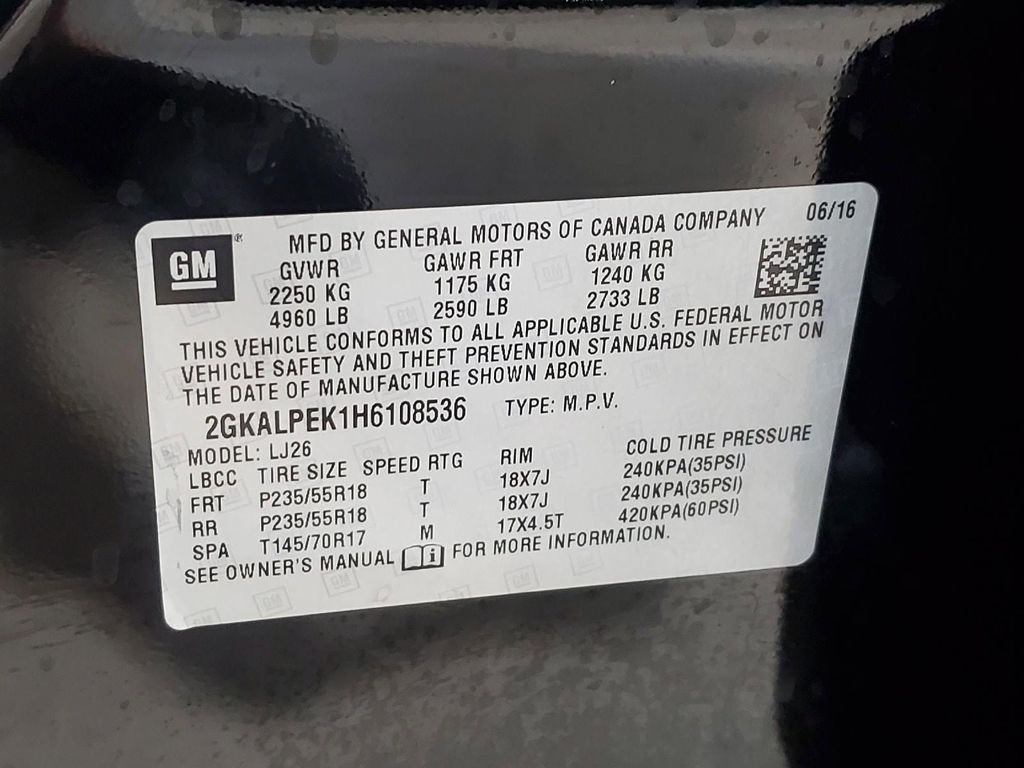 06/16
GM® MFD BY GENERAL MOTORS OF CANADA COMPANY
GVWR GAWR FRT GAWR RR
2250 KG 1175 KG 1240 KG
4960 LB 2590 LB 2733 LB
THIS VEHICLE CONFORMS TO ALL APPLICABLE U.S. FEDERAL MOTOR
VEHICLE SAFETY AND THEFT PREVENTION STANDARDS IN EFFECT ON
THE DATE OF MANUFACTURE SHOWN ABOVE.
2GKALPEK1H6108536 TYPE: M.P.V.
MODEL: LJ26
LBCC TIRE SIZE SPEED RTG RIM COLD TIRE PRESSURE
FRT P235/55R18 T 18X7J 240KPA(35PSI)
RR P235/55R18 T 18X7J 240KPA(35PSI)
SPA T145/70R17 M 17X4.5T 420KPA(60PSI)
SEE OWNER'S MANUAL FOR MORE INFORMATION.